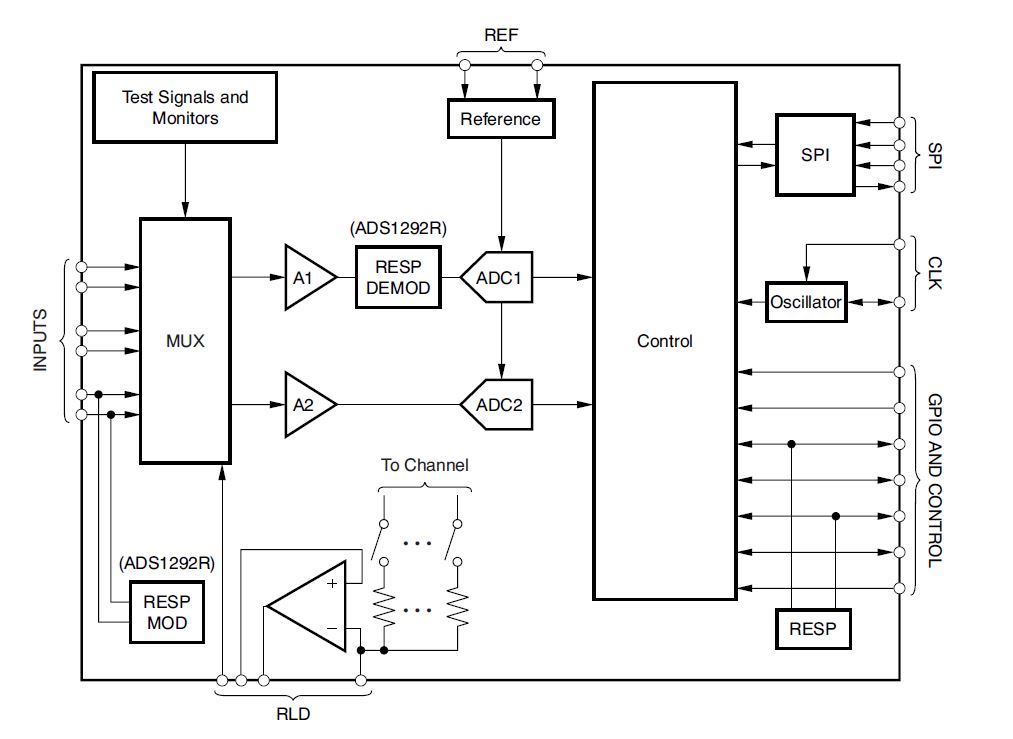 REF
Test Signals and
Monitors
Reference
SPI
SPI
(ADS1292R)
A1
RESP
DEMOD
ADC1
CLK
Oscillator
INPUTS
MUX
Control
A2
ADC2
GPIO AND CONTROL
To Channel
(ADS1292R)
RESP
MOD
+
−
RESP
RLD